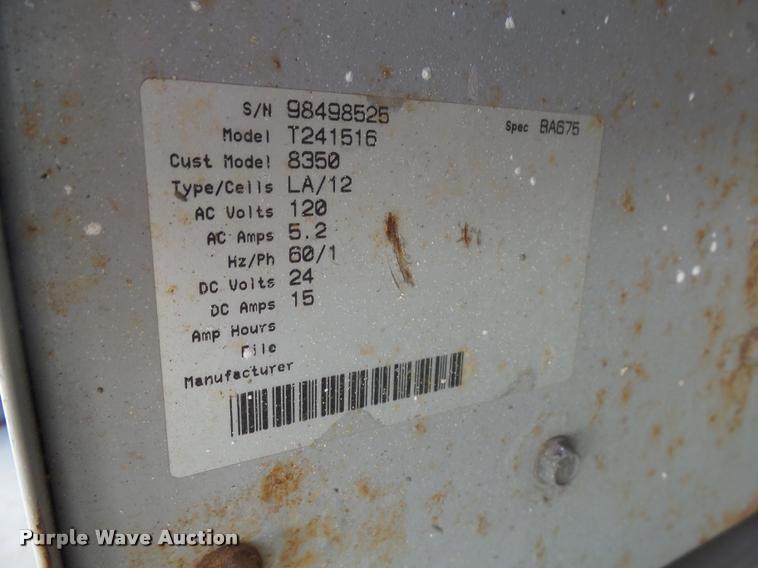 S/N 98498525
Spec BA675
Model T241516
Cust Model 8350
Type/Cells LA/12
AC Volts 120
AC Amps 5.2
Hz/Ph 60/1
DC Volts 24
DC Amps 15
Amp Hours
File
Manufacturer
Purple Wave Auction